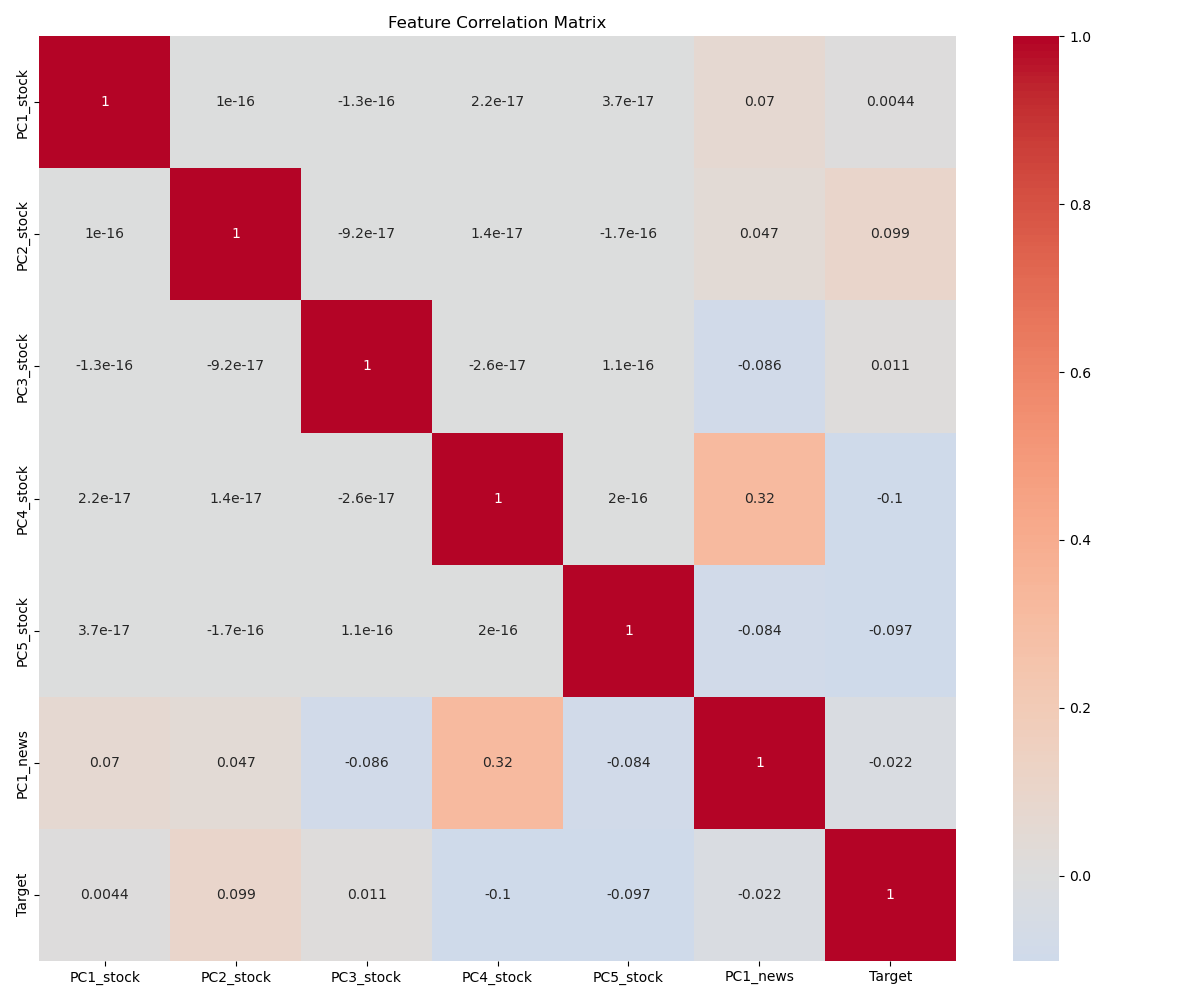 Feature Correlation Matrix
PC1_stock 1 1e-16 -1.3e-16 2.2e-17 3.7e-17 0.07 0.0044
PC2_stock 1e-16 1 -9.2e-17 1.4e-17 -1.7e-16 0.047 0.099
PC3_stock -1.3e-16 -9.2e-17 1 -2.6e-17 1.1e-16 -0.086 0.011
PC4_stock 2.2e-17 1.4e-17 -2.6e-17 1 2e-16 0.32 -0.1
PC5_stock 3.7e-17 -1.7e-16 1.1e-16 2e-16 1 -0.084 -0.097
PC1_news 0.07 0.047 -0.086 0.32 -0.084 1 -0.022
Target 0.0044 0.099 0.011 -0.1 -0.097 -0.022 1
PC1_stock PC2_stock PC3_stock PC4_stock PC5_stock PC1_news Target
1.0
0.8
0.6
0.4
0.2
0.0